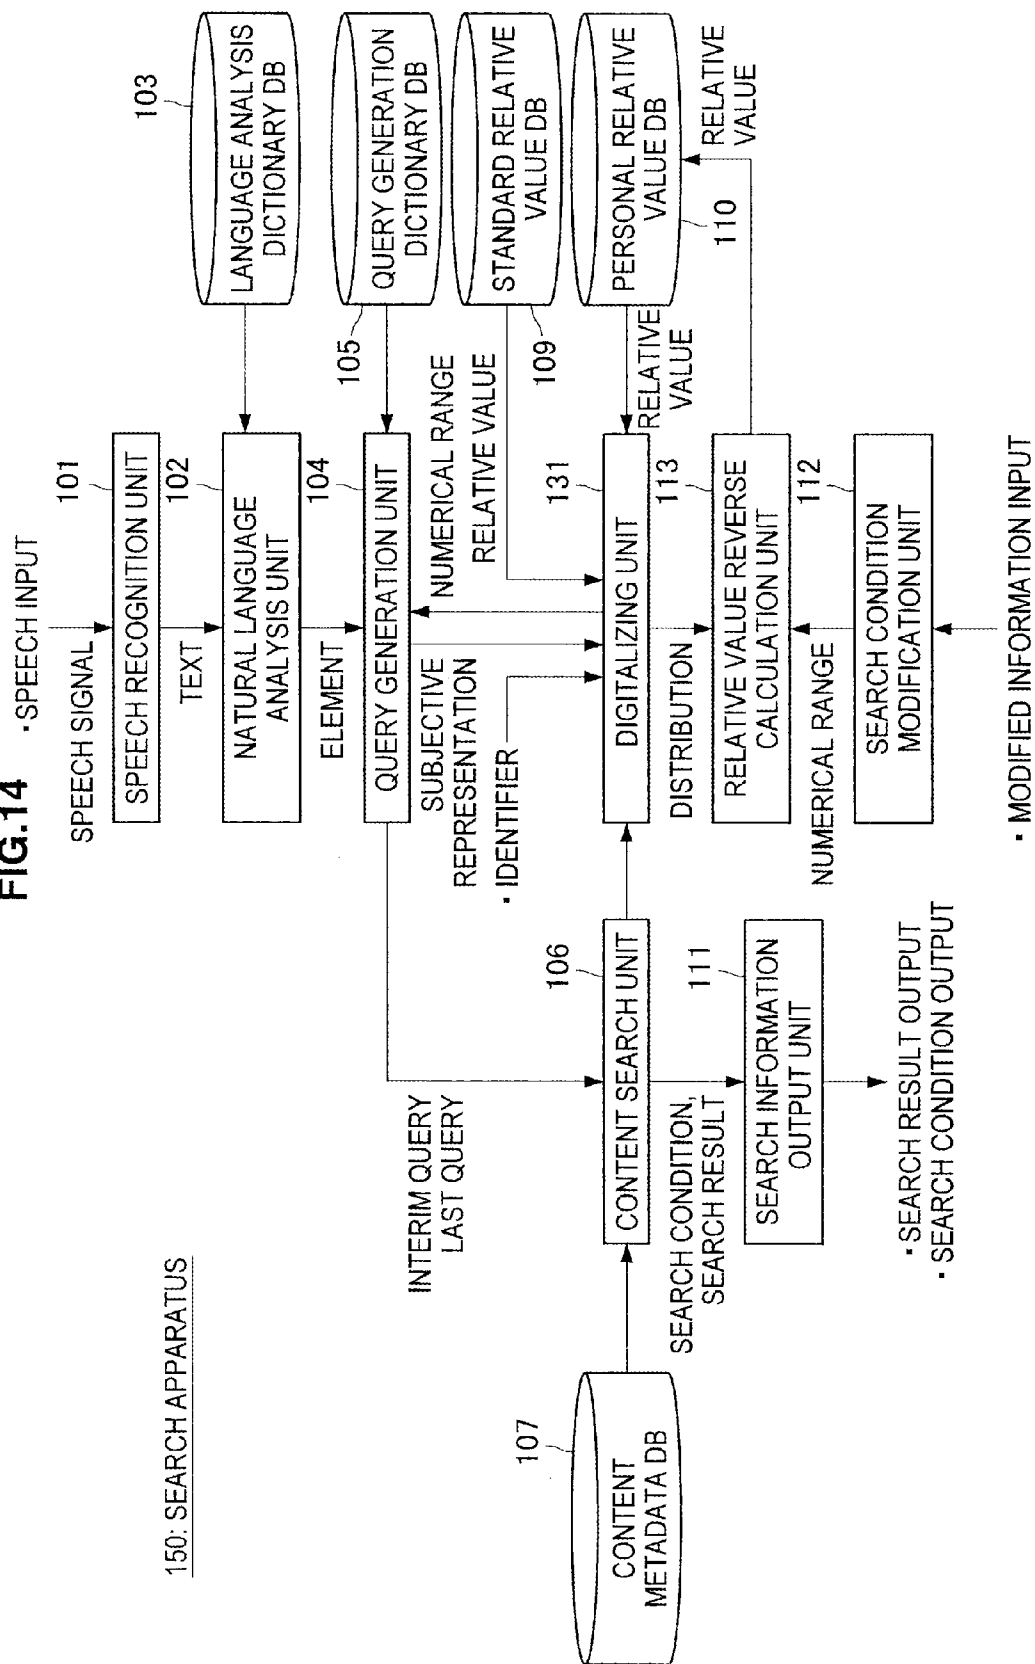 FIG.14
150: SEARCH APPARATUS
・SPEECH INPUT
SPEECH SIGNAL
101
SPEECH RECOGNITION UNIT
TEXT
102
NATURAL LANGUAGE
ANALYSIS UNIT
103
LANGUAGE ANALYSIS
DICTIONARY DB
ELEMENT
104
QUERY GENERATION UNIT
105
QUERY GENERATION
DICTIONARY DB
INTERIM QUERY
LAST QUERY
SUBJECTIVE
REPRESENTATION
・IDENTIFIER
NUMERICAL RANGE
RELATIVE VALUE
STANDARD RELATIVE
VALUE DB
109
107
CONTENT
METADATA DB
106
CONTENT SEARCH UNIT
131
DIGITALIZING UNIT
RELATIVE
VALUE
PERSONAL RELATIVE
VALUE DB
110
RELATIVE
VALUE
SEARCH CONDITION,
SEARCH RESULT
111
SEARCH INFORMATION
OUTPUT UNIT
DISTRIBUTION
113
RELATIVE VALUE REVERSE
CALCULATION UNIT
NUMERICAL RANGE
112
SEARCH CONDITION
MODIFICATION UNIT
・SEARCH RESULT OUTPUT
・SEARCH CONDITION OUTPUT
・MODIFIED INFORMATION INPUT